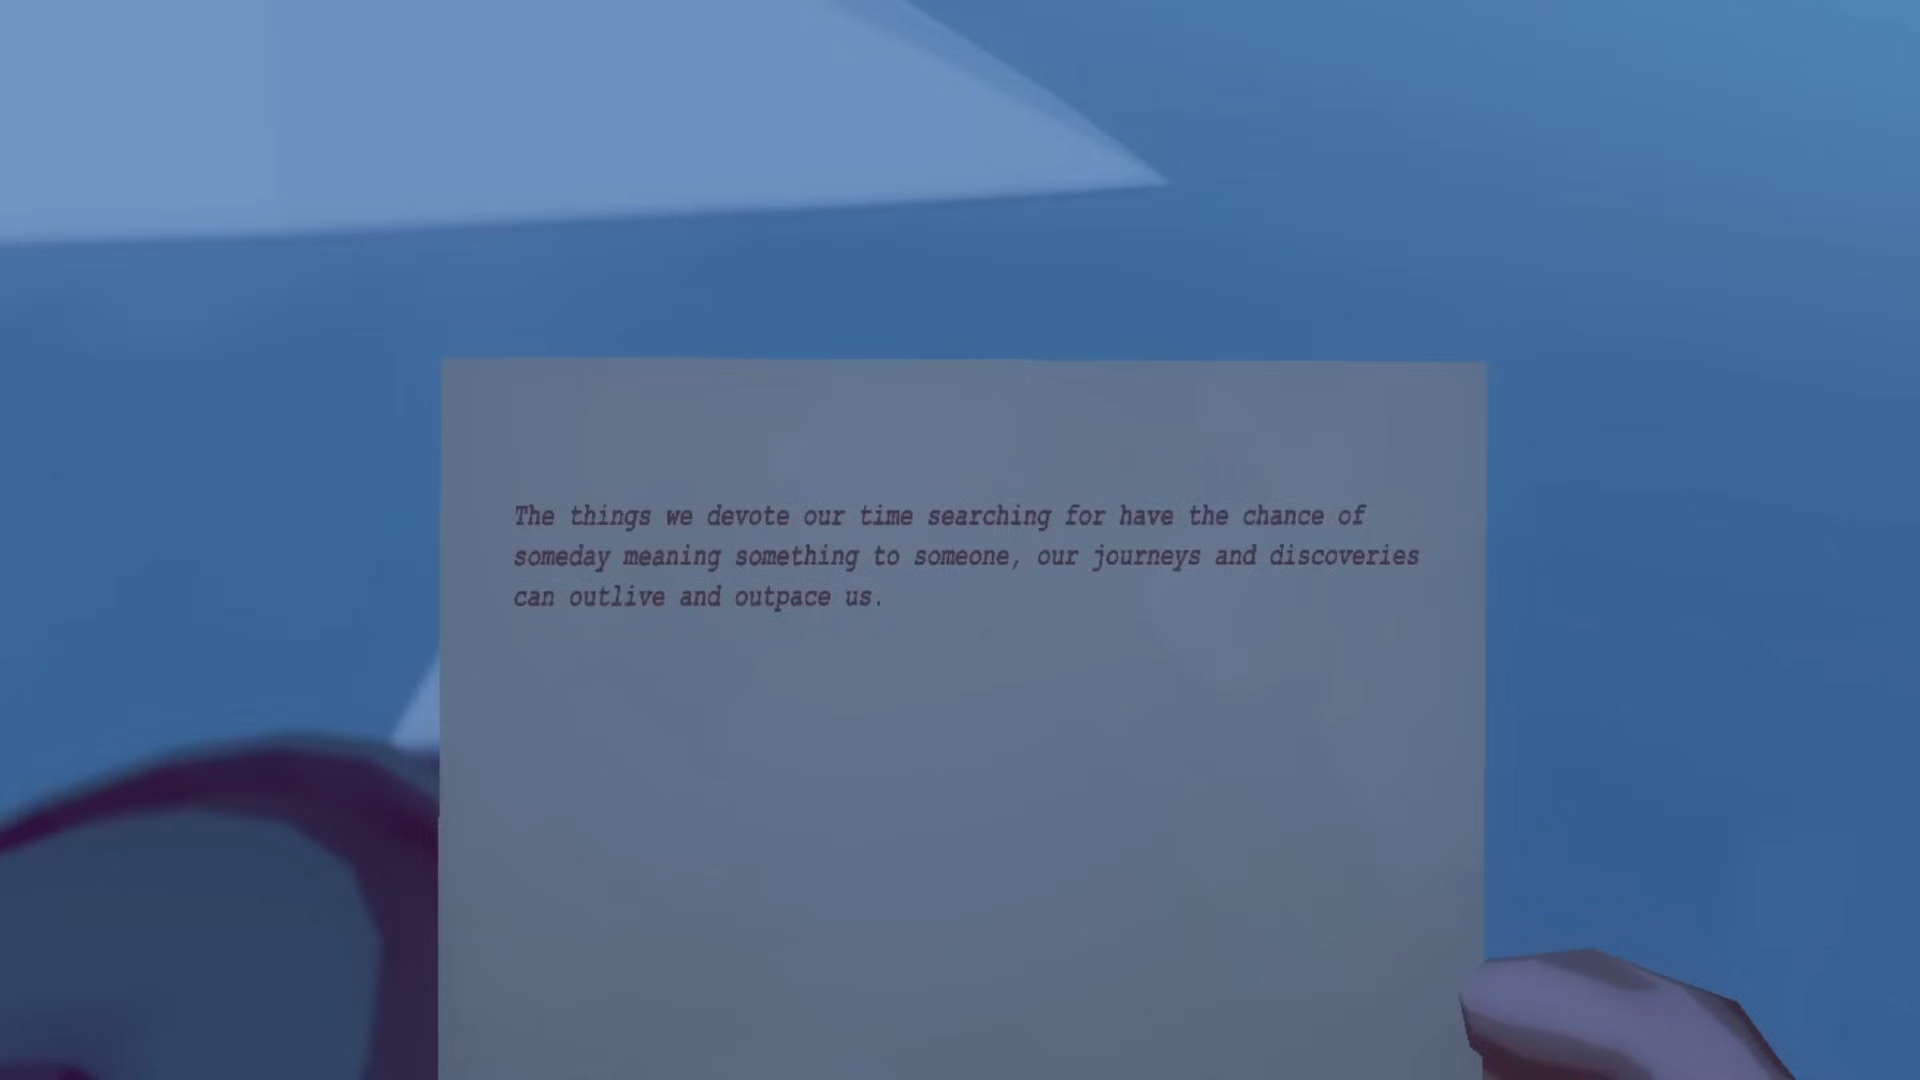 The things we devote our time searching for have the chance of
someday meaning something to someone, our journeys and discoveries
can outlive and outpace us.